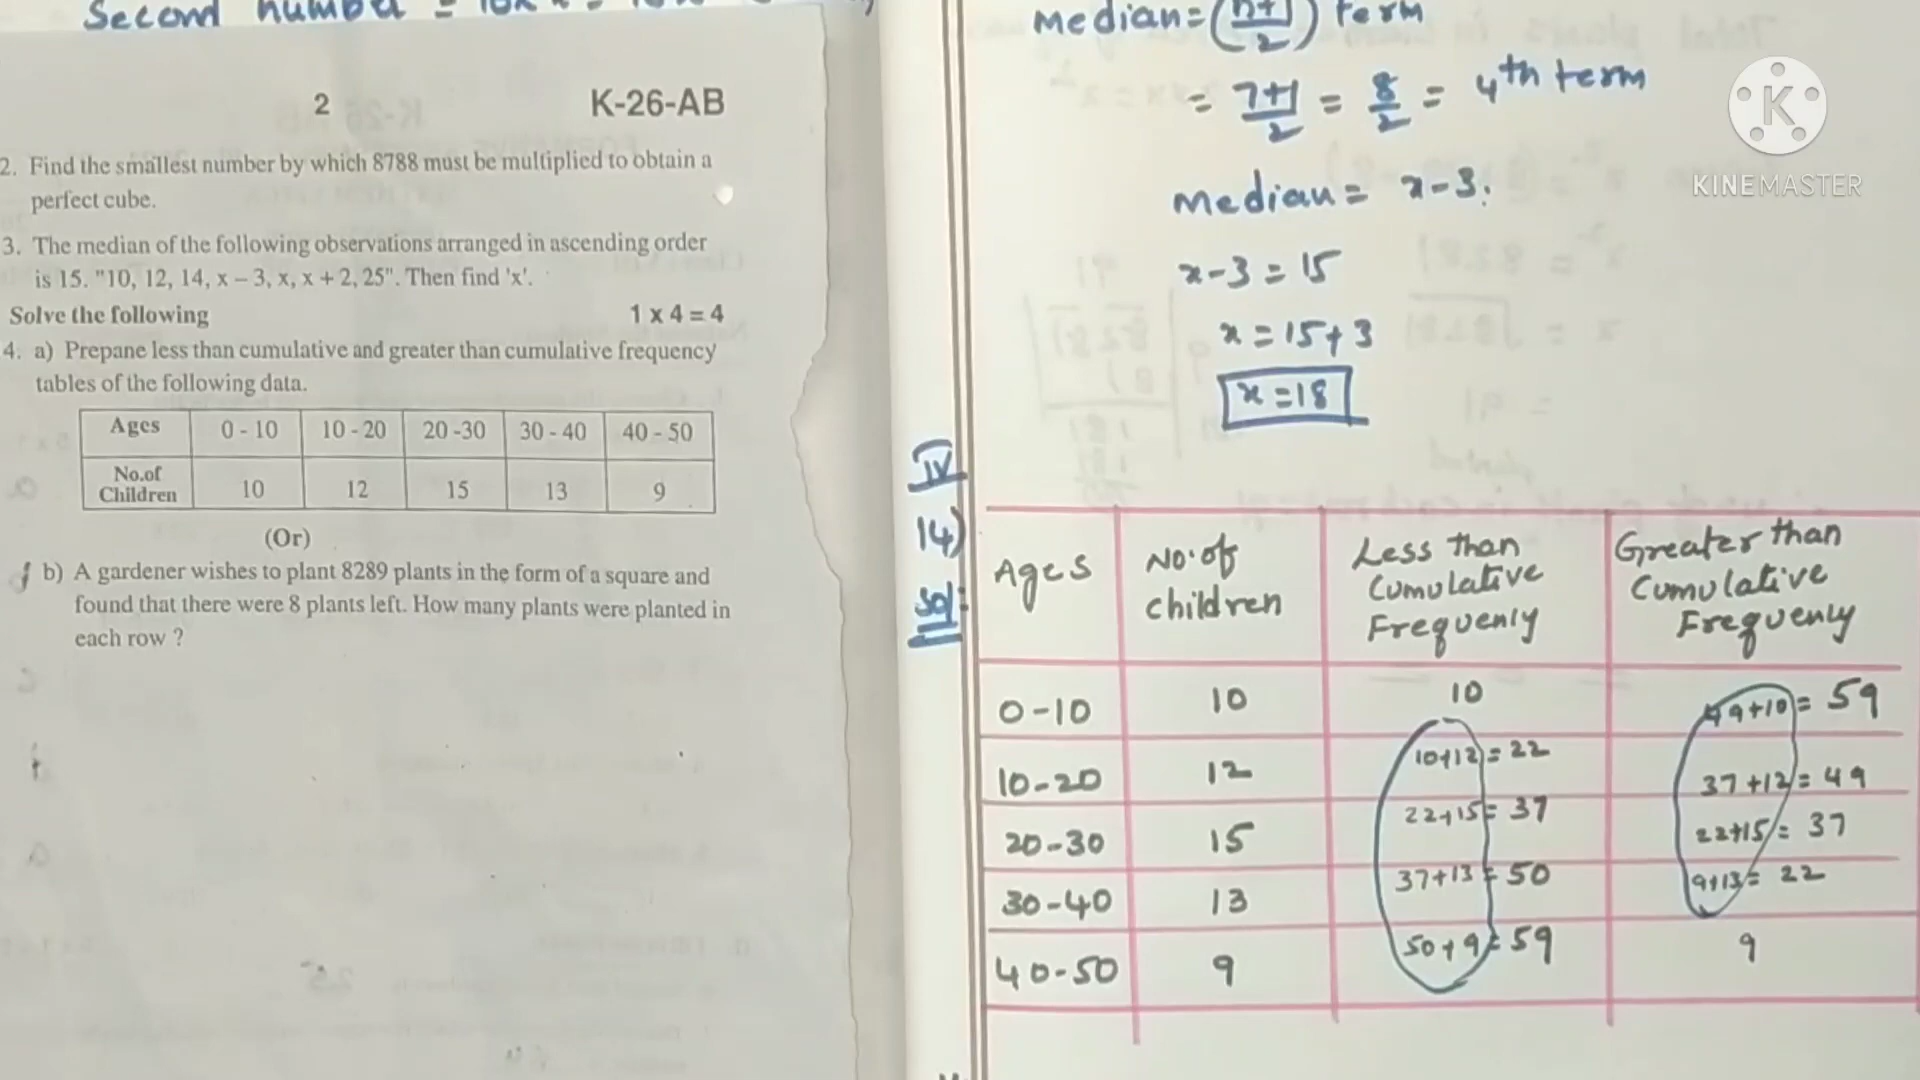 Second number =
2 K-26-AB
2. Find the smallest number by which 8788 must be multiplied to obtain a
perfect cube.
3. The median of the following observations arranged in ascending order
is 15. "10, 12, 14, x – 3, x, x + 2, 25". Then find 'x'.
Solve the following 1 x 4 = 4
4. a) Prepane less than cumulative and greater than cumulative frequency
tables of the following data.
Ages 0 - 10 10 - 20 20 -30 30 - 40 40 - 50
No.of
Children 10 12 15 13 9
(Or)
b) A gardener wishes to plant 8289 plants in the form of a square and
found that there were 8 plants left. How many plants were planted in
each row ?
median = (n+1/2) term
= 7+1/2 = 8/2 = 4th term
median = x-3.
x-3 = 15
x = 15+3
x = 18
IV
14)
Sol:
Ages No.of children Less than Cumulative Frequenly Greater than Cumulative Frequenly
0-10 10 10 49+10 = 59
10-20 12 10+12 = 22 37+12 = 49
20-30 15 22+15 = 37 22+15 = 37
30-40 13 37+13 = 50 9+13 = 22
40-50 9 50+9 = 59 9
K
KINEMASTER